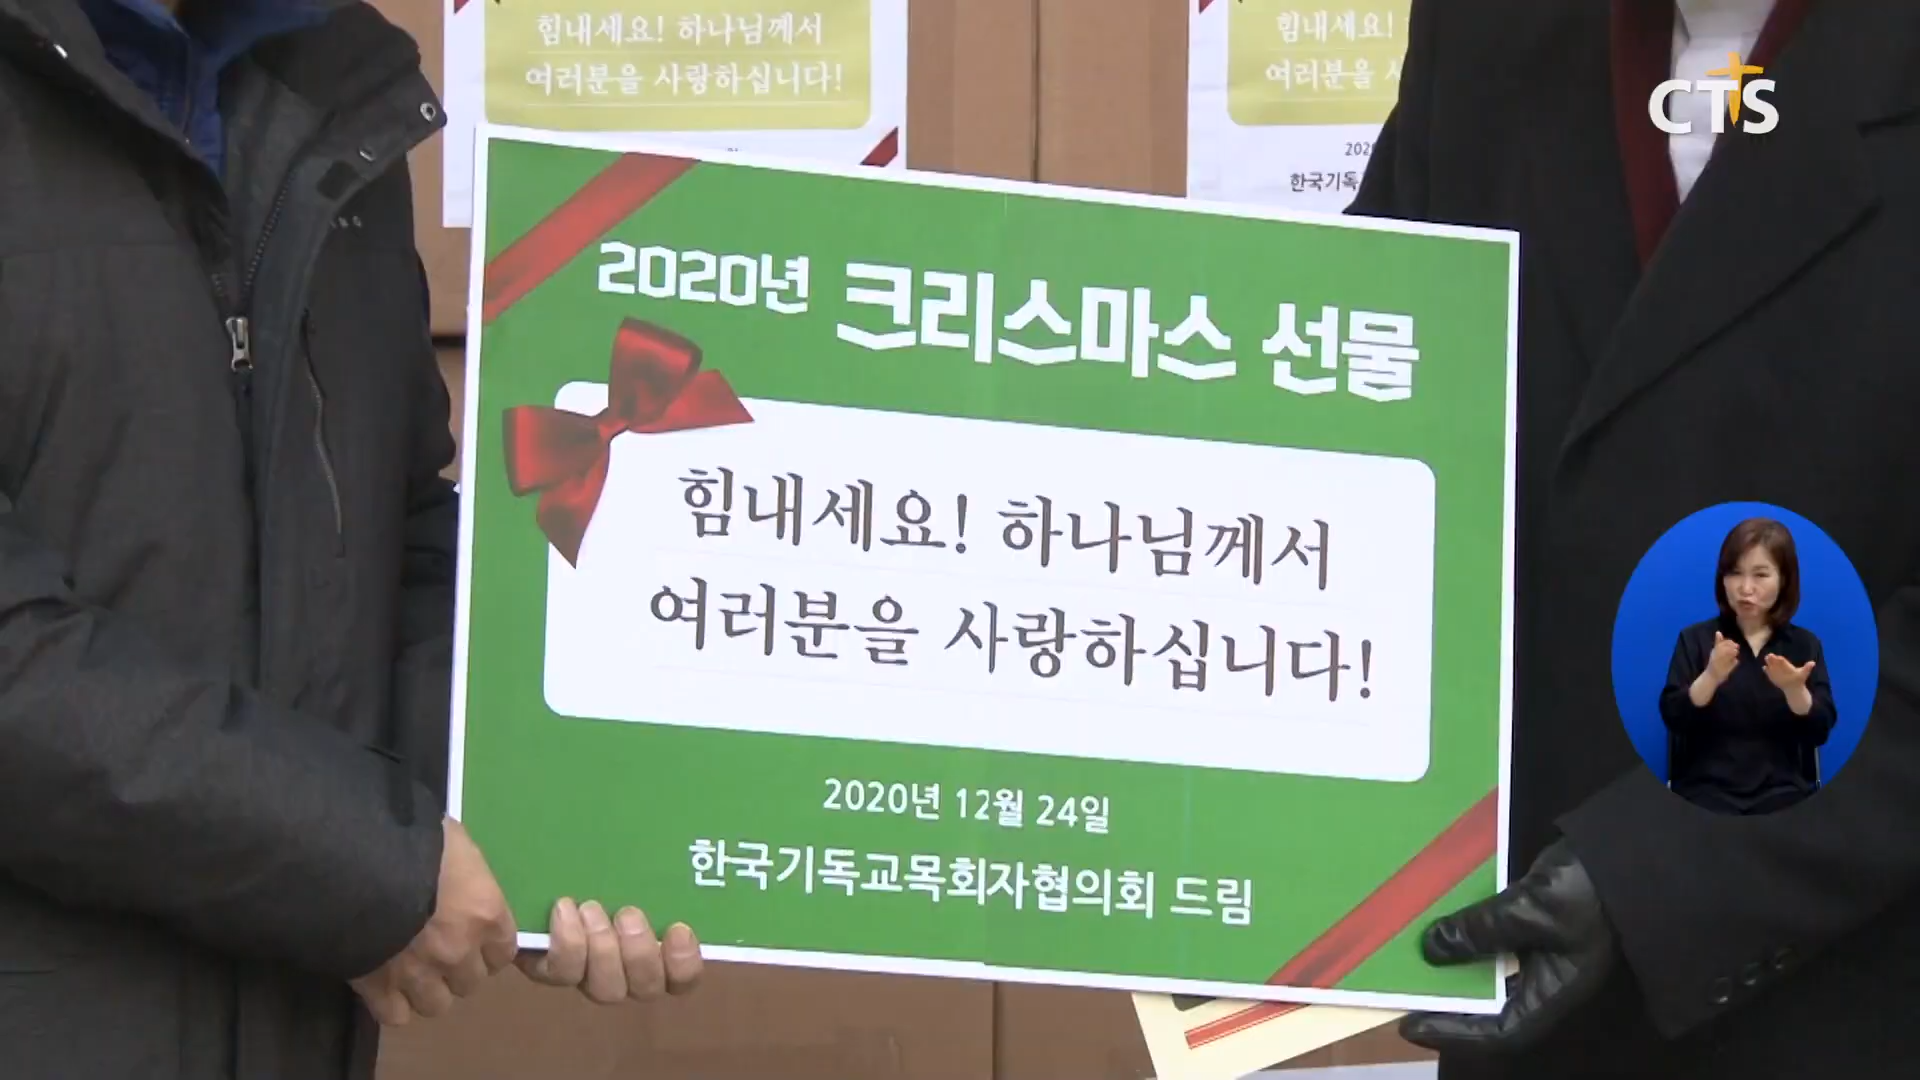 힘내세요! 하나님께서
여러분을 사랑하십니다!
힘내세요!
여러분을
한국기독
CTS
2020년 크리스마스 선물
힘내세요! 하나님께서
여러분을 사랑하십니다!
2020년 12월 24일
한국기독교목회자협의회 드림